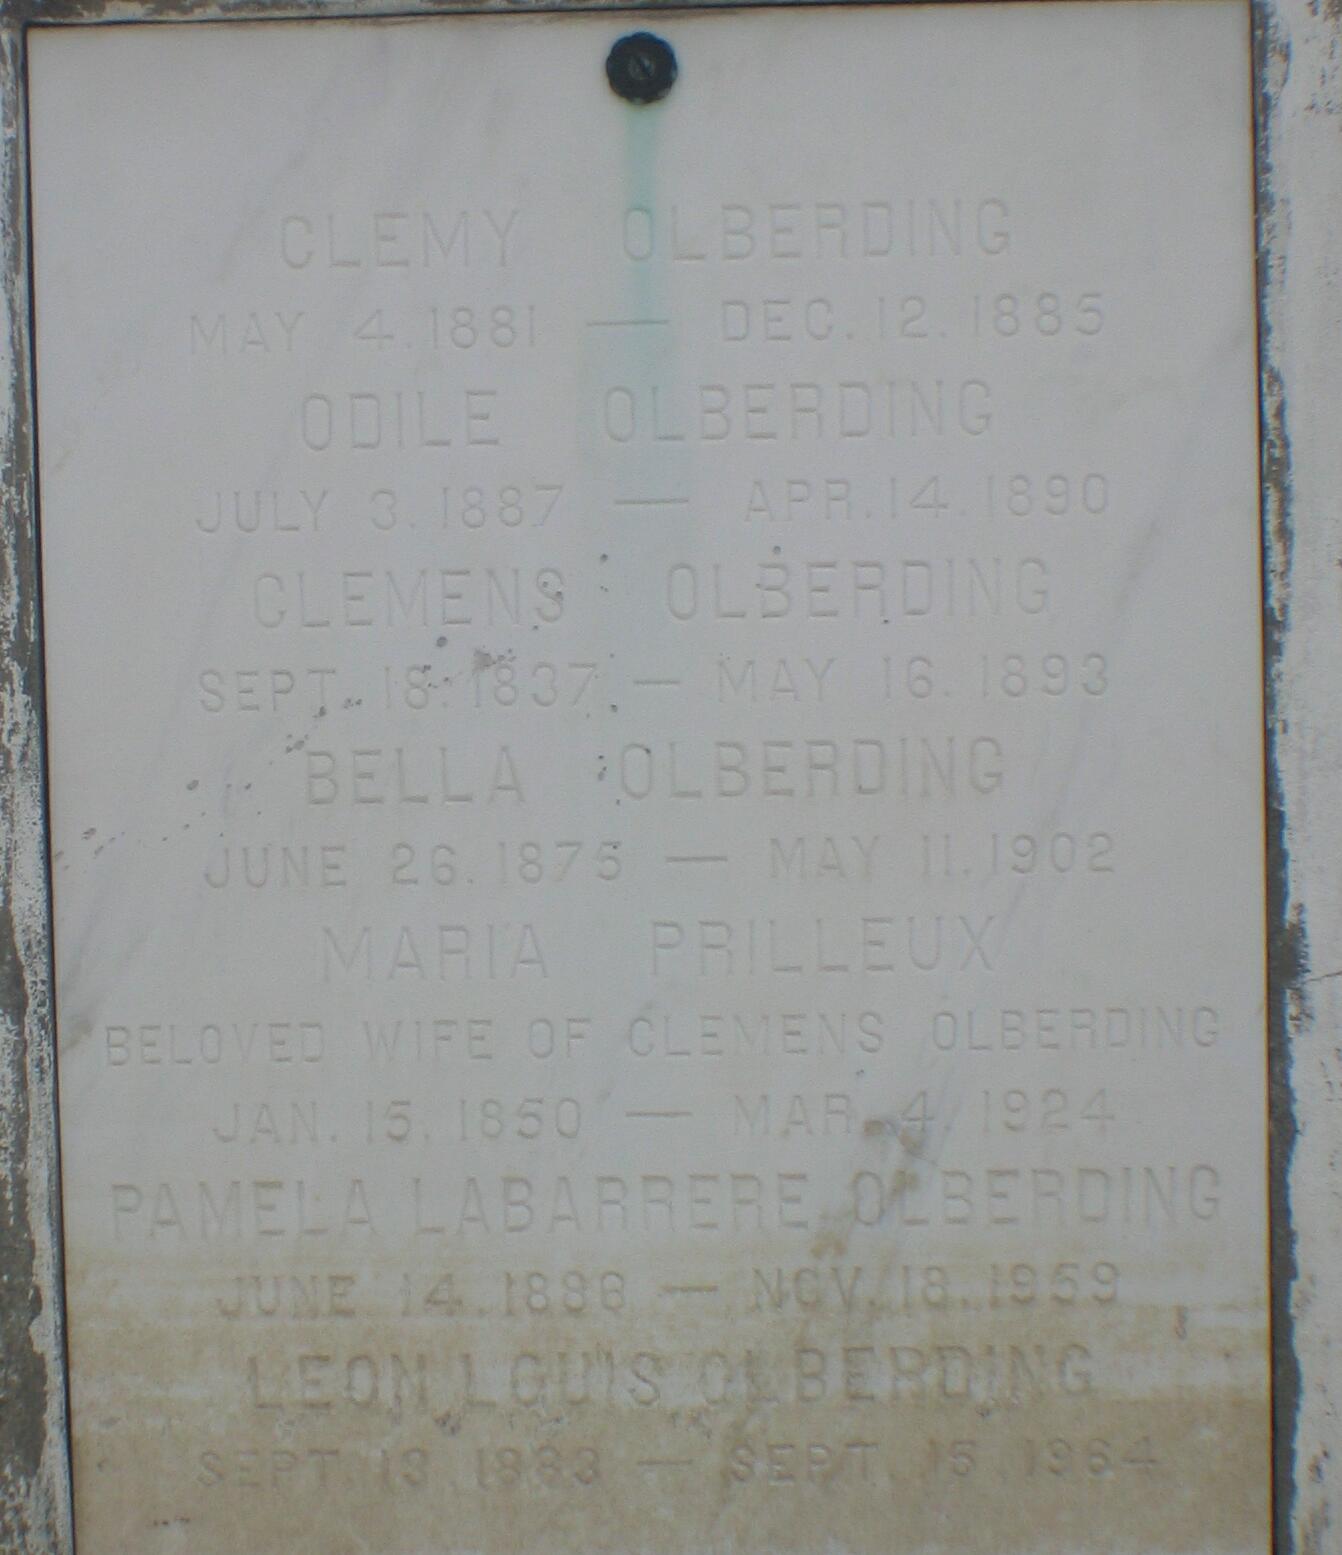 CLEMY OLBERDING
MAY 4. 1881 — DEC. 12. 1885
ODILE OLBERDING
JULY 3. 1887 — APR. 14. 1890
CLEMENS OLBERDING
SEPT. 18. 1837 — MAY 16. 1893
BELLA OLBERDING
JUNE 26. 1875 — MAY 11. 1902
MARIA PRILLEUX
BELOVED WIFE OF CLEMENS OLBERDING
JAN. 15. 1850 — MAR. 4. 1924
PAMELA LABARRERE OLBERDING
JUNE 14. 1886 — NOV. 18. 1959
LEON LOUIS OLBERDING
SEPT. 13. 1883 — SEPT. 15. 1964